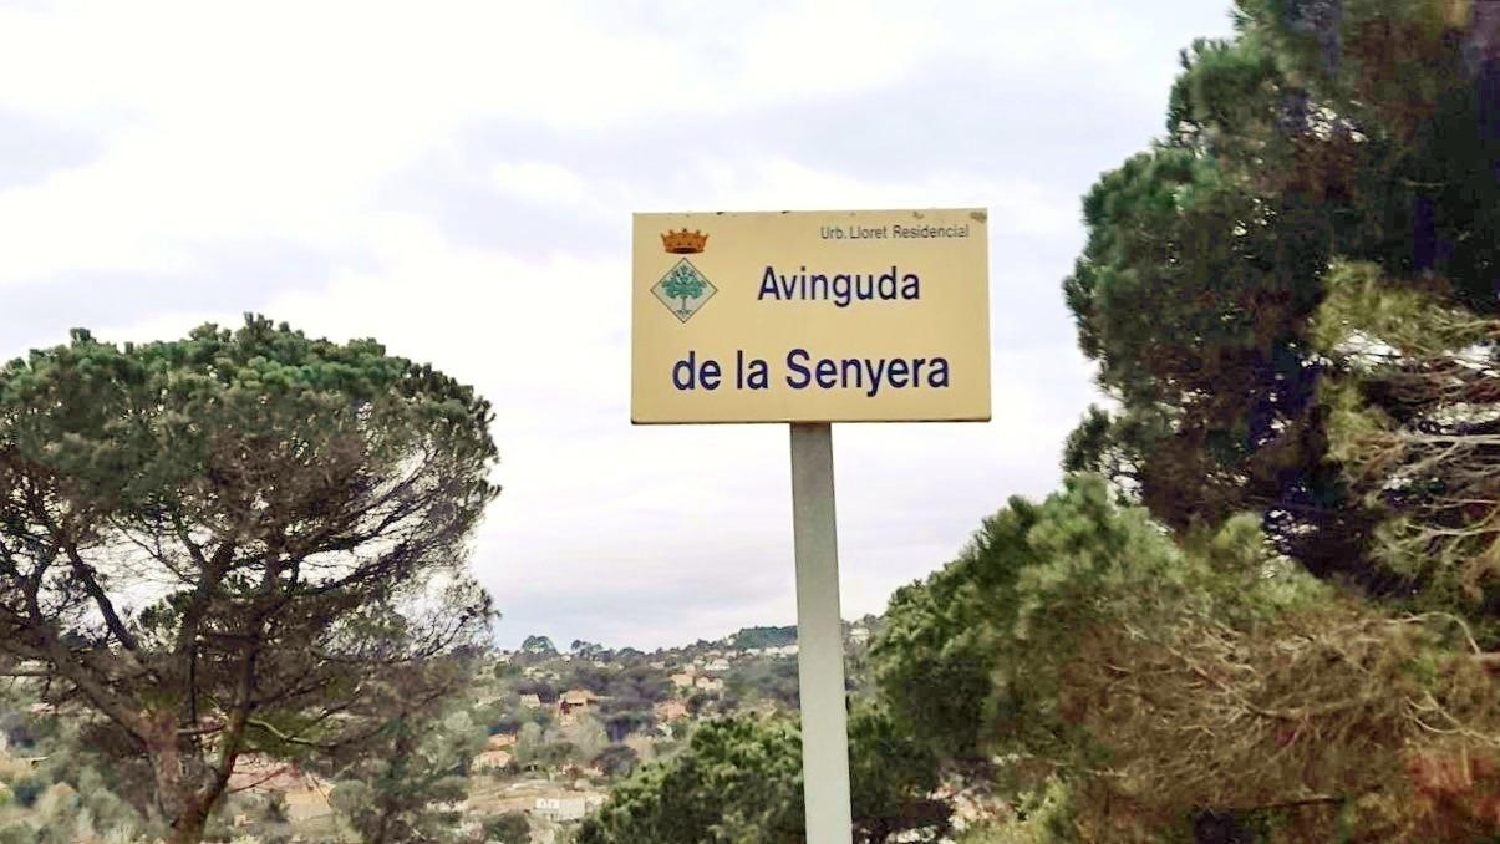 Urb. Lloret Residencial
Avinguda
de la Senyera